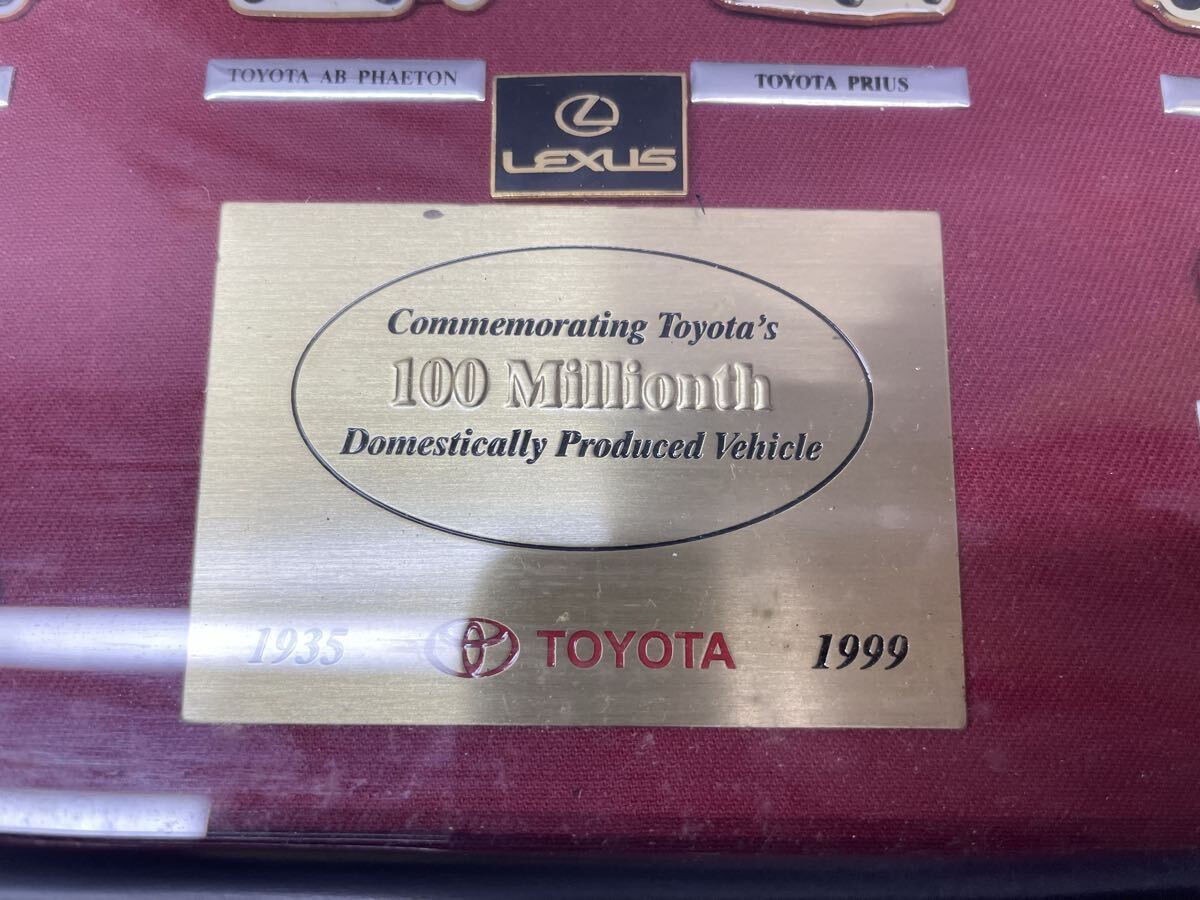 TOYOTA AB PHAETON
TOYOTA PRIUS
LEXUS
Commemorating Toyota's
100 Millionth
Domestically Produced Vehicle
1935 TOYOTA 1999